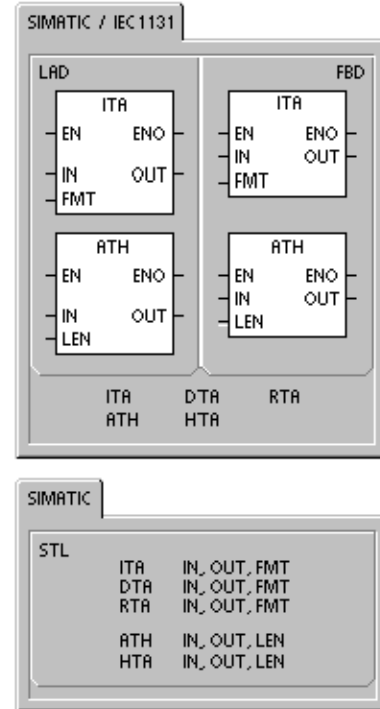 SIMATIC / IEC1131
LAD FBD
ITA
EN ENO
IN OUT
FMT
ITA
EN ENO
IN OUT
FMT
ATH
EN ENO
IN OUT
LEN
ATH
EN ENO
IN OUT
LEN
ITA DTA RTA
ATH HTA
SIMATIC
STL
ITA IN, OUT, FMT
DTA IN, OUT, FMT
RTA IN, OUT, FMT
ATH IN, OUT, LEN
HTA IN, OUT, LEN